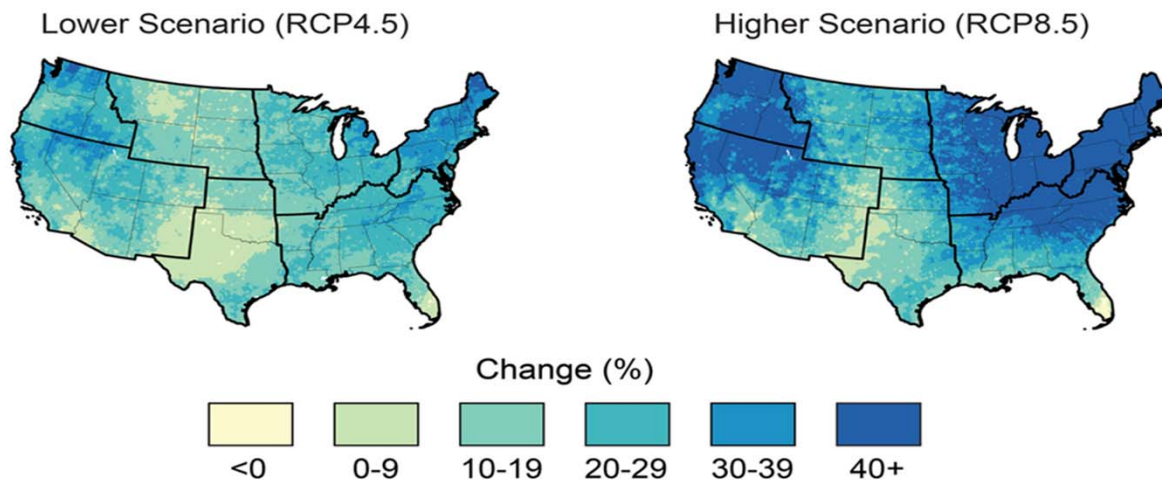 Lower Scenario (RCP4.5)
Higher Scenario (RCP8.5)
Change (%)
<0
0-9
10-19
20-29
30-39
40+